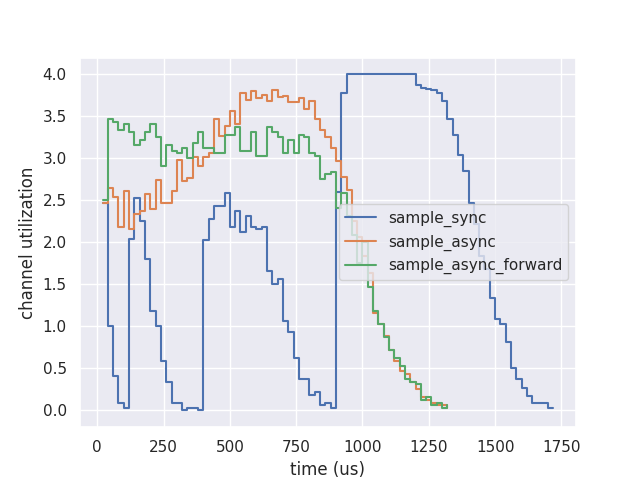 4.0
3.5
3.0
2.5
2.0
1.5
1.0
0.5
0.0
channel utilization
sample_sync
sample_async
sample_async_forward
0 250 500 750 1000 1250 1500 1750
time (us)